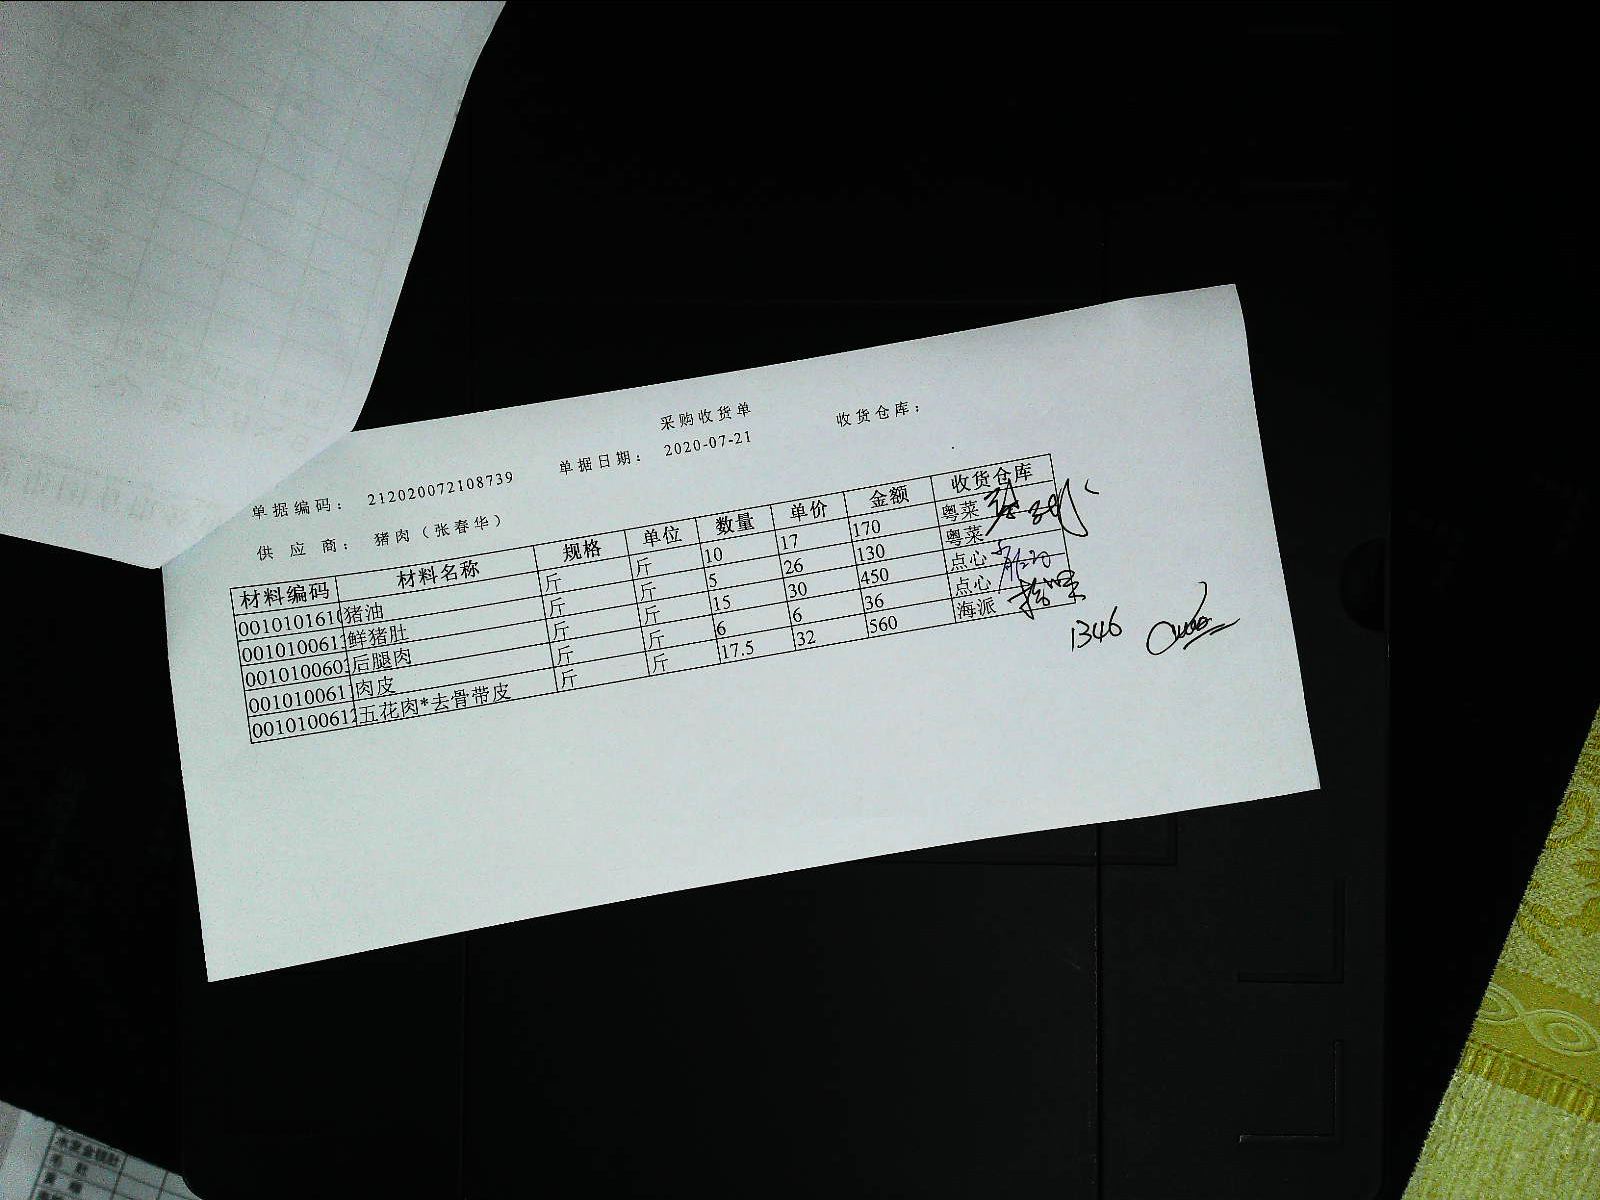 采购收货单
单据编码： 212020072108739 单据日期： 2020-07-21 收货仓库：
供 应 商： 猪肉（张春华）
材料编码 材料名称 规格 单位 数量 单价 金额 收货仓库
0010101610 猪油 斤 斤 10 17 170 粤菜
001010061 鲜猪肚 斤 斤 5 26 130 粤菜
001010060 后腿肉 斤 斤 15 30 450 点心
001010061 肉皮 斤 斤 6 6 36 点心
001010061 五花肉*去骨带皮 斤 斤 17.5 32 560 海派
1346